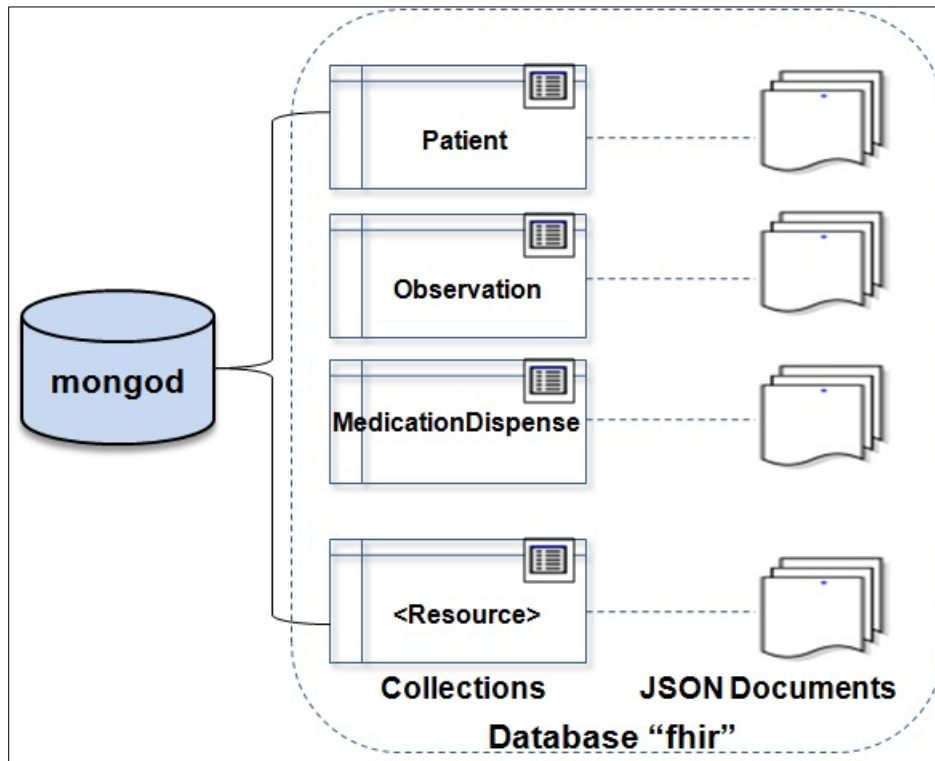 Patient
Observation
mongod
MedicationDispense
<Resource>
Collections
JSON Documents
Database “fhir”